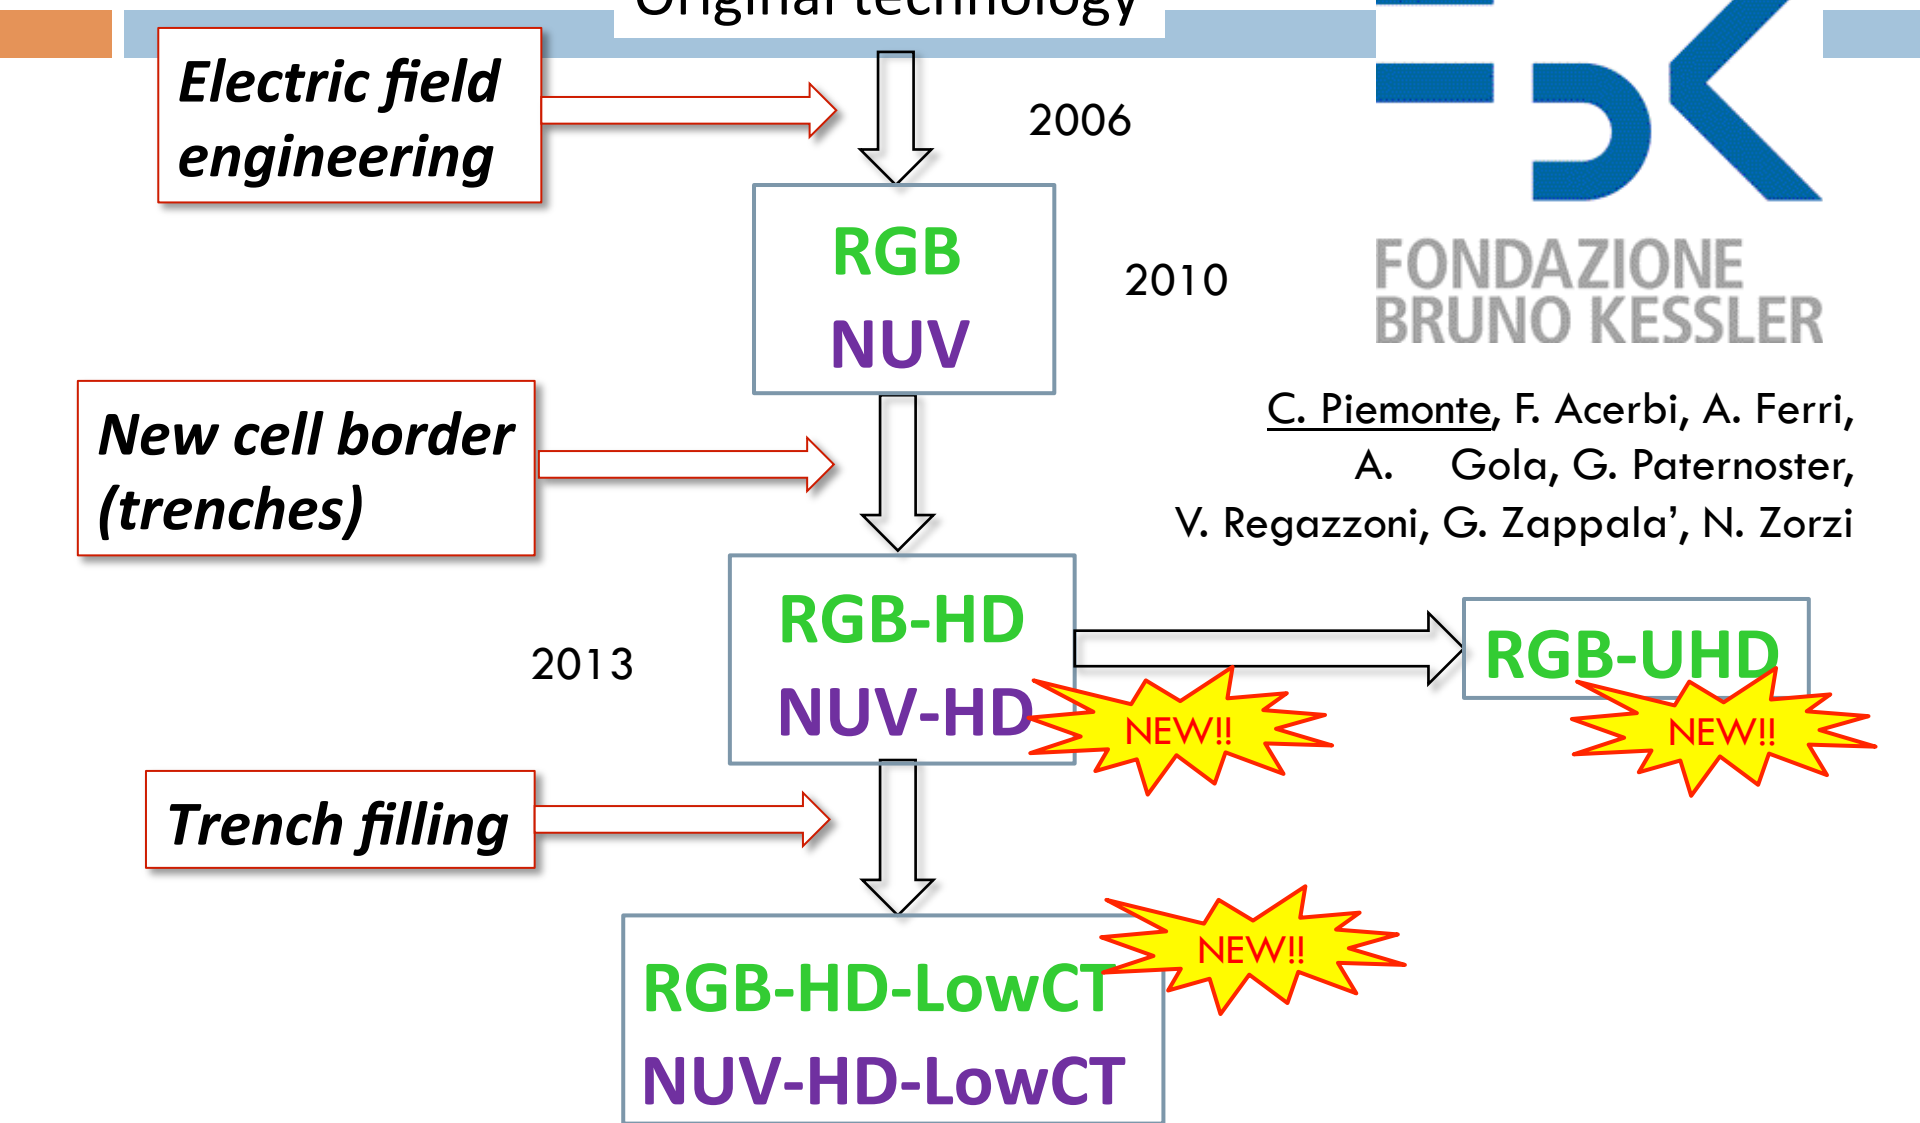 Original technology
Electric field
engineering
2006
RGB
NUV
2010
FONDAZIONE
BRUNO KESSLER
C. Piemonte, F. Acerbi, A. Ferri,
A. Gola, G. Paternoster,
V. Regazzoni, G. Zappala’, N. Zorzi
New cell border
(trenches)
2013
RGB-HD
NUV-HD
NEW!!
RGB-UHD
NEW!!
Trench filling
NEW!!
RGB-HD-LowCT
NUV-HD-LowCT